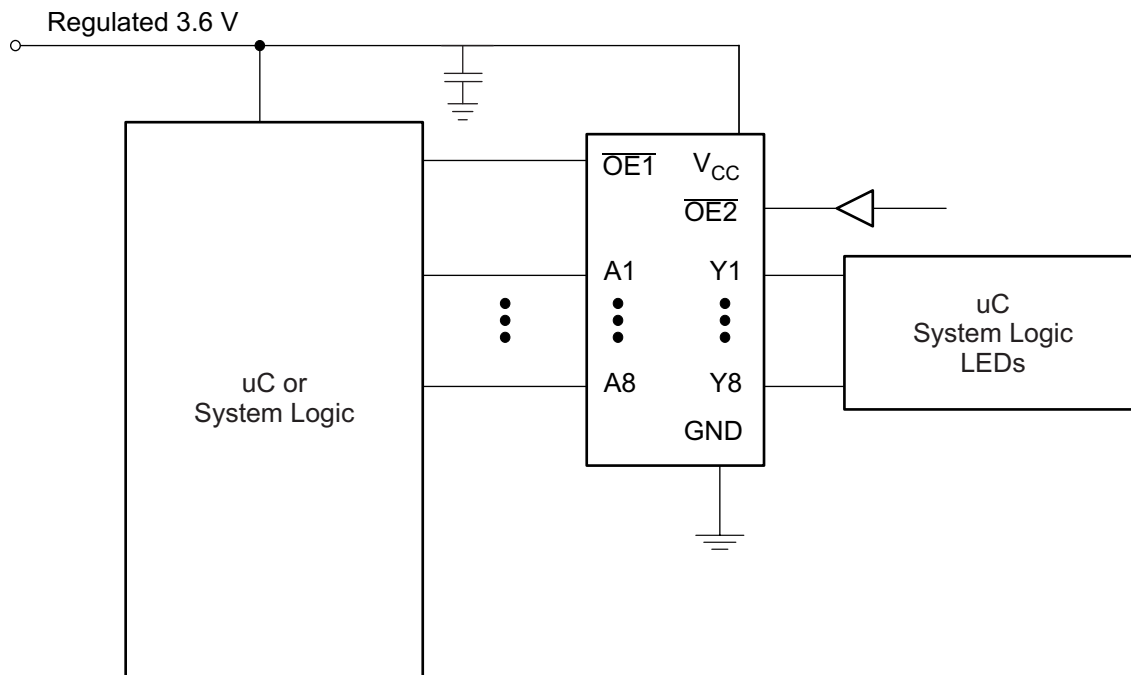 Regulated 3.6 V
OE1
VCC
OE2
A1
Y1
A8
Y8
GND
uC or
System Logic
uC
System Logic
LEDs